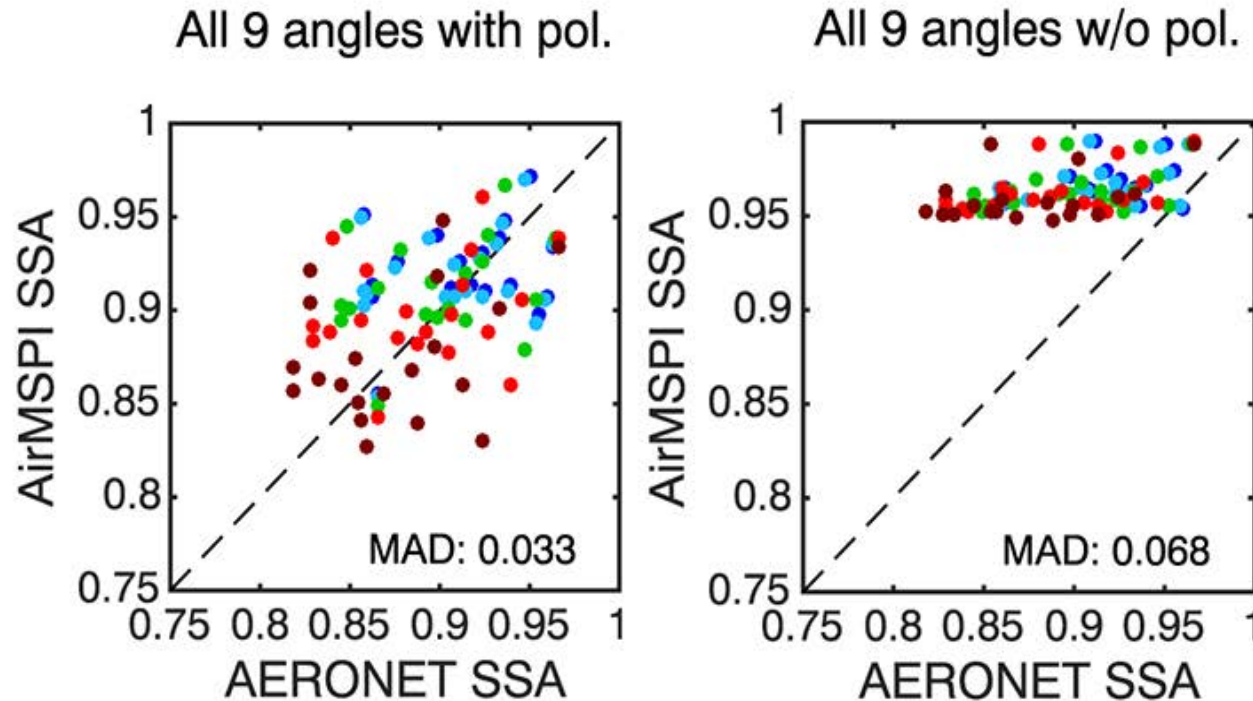 All 9 angles with pol.
1
0.95
0.9
0.85
0.8
0.75
AirMSPI SSA
MAD: 0.033
0.75 0.8 0.85 0.9 0.95 1
AERONET SSA
All 9 angles w/o pol.
1
0.95
0.9
0.85
0.8
0.75
AirMSPI SSA
MAD: 0.068
0.75 0.8 0.85 0.9 0.95 1
AERONET SSA